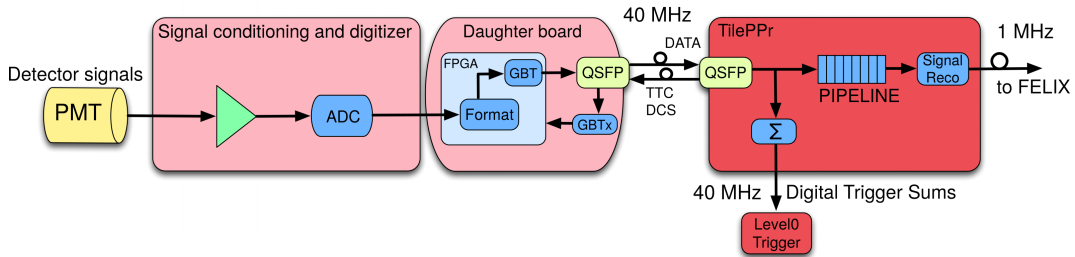 Signal conditioning and digitizer
Daughter board
40 MHz
TilePPr
1 MHz
Detector signals
PMT
ADC
FPGA
GBT
Format
QSFP
GBTx
DATA
TTC
DCS
QSFP
PIPELINE
Signal
Reco
to FELIX
Σ
40 MHz
Digital Trigger Sums
Level0
Trigger